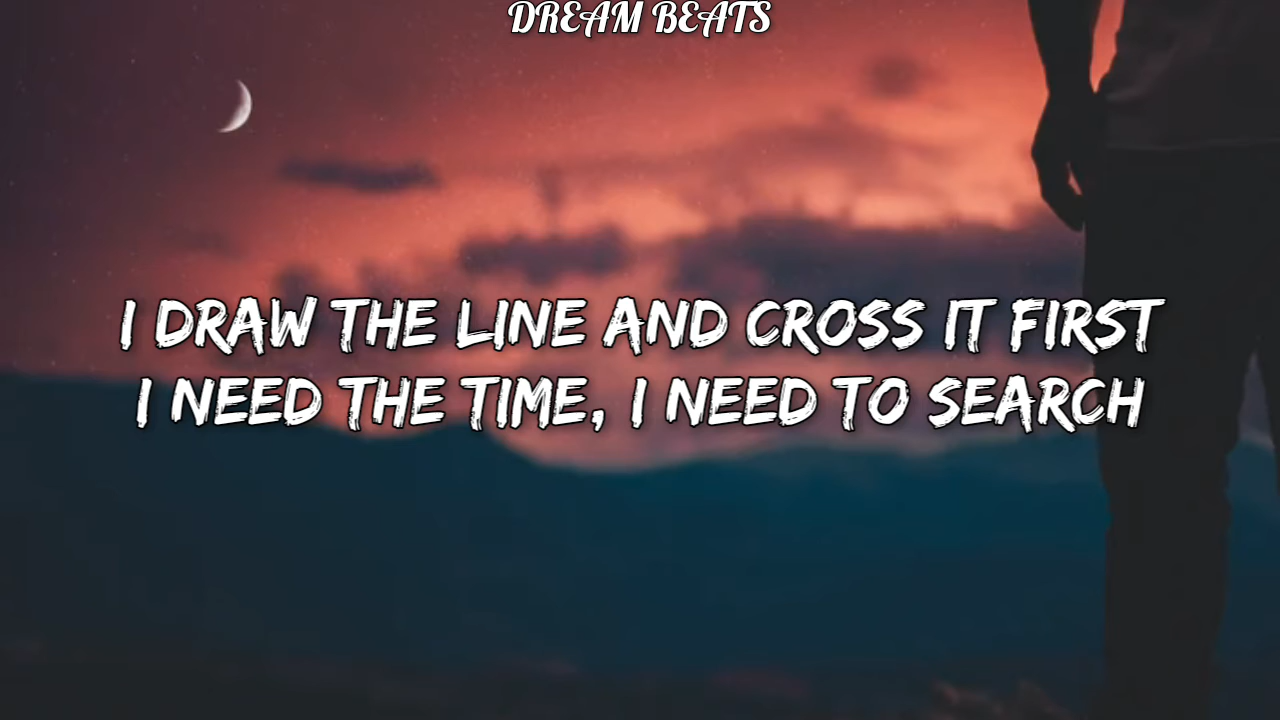 DREAM BEATS
I DRAW THE LINE AND CROSS IT FIRST
I NEED THE TIME, I NEED TO SEARCH